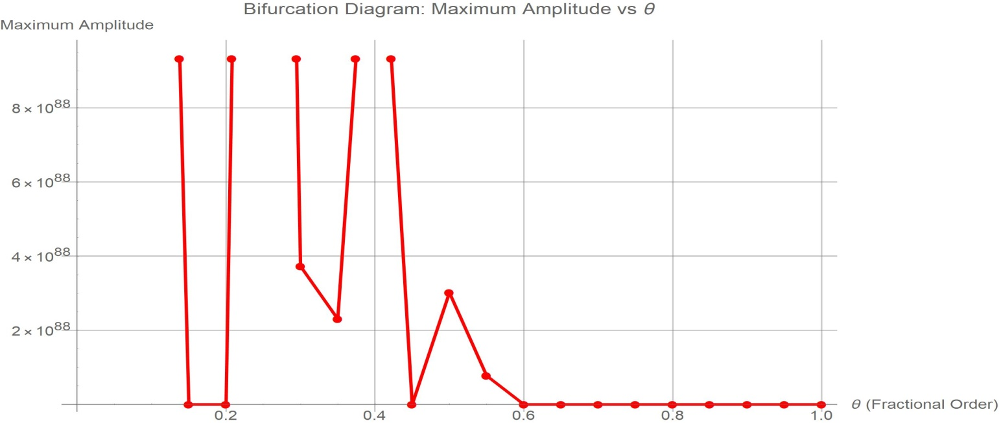 Bifurcation Diagram: Maximum Amplitude vs θ
Maximum Amplitude
8 × 10^88
6 × 10^88
4 × 10^88
2 × 10^88
0.2 0.4 0.6 0.8 1.0
θ (Fractional Order)